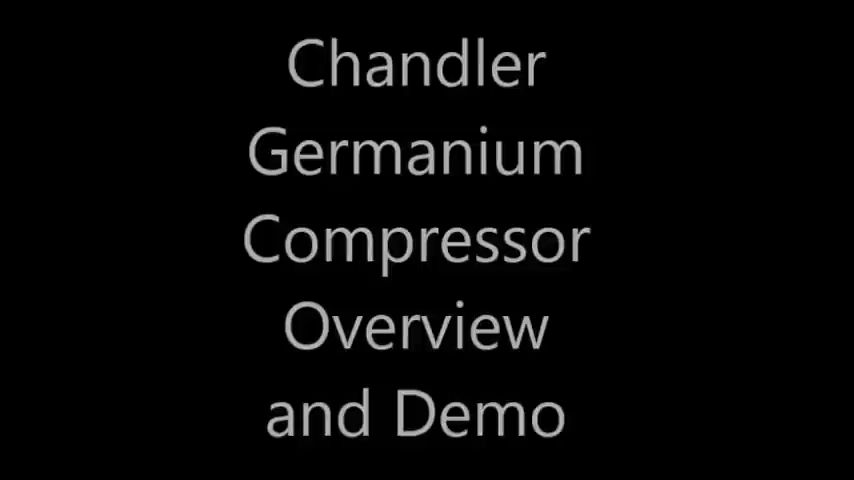 Chandler
Germanium
Compressor
Overview
and Demo